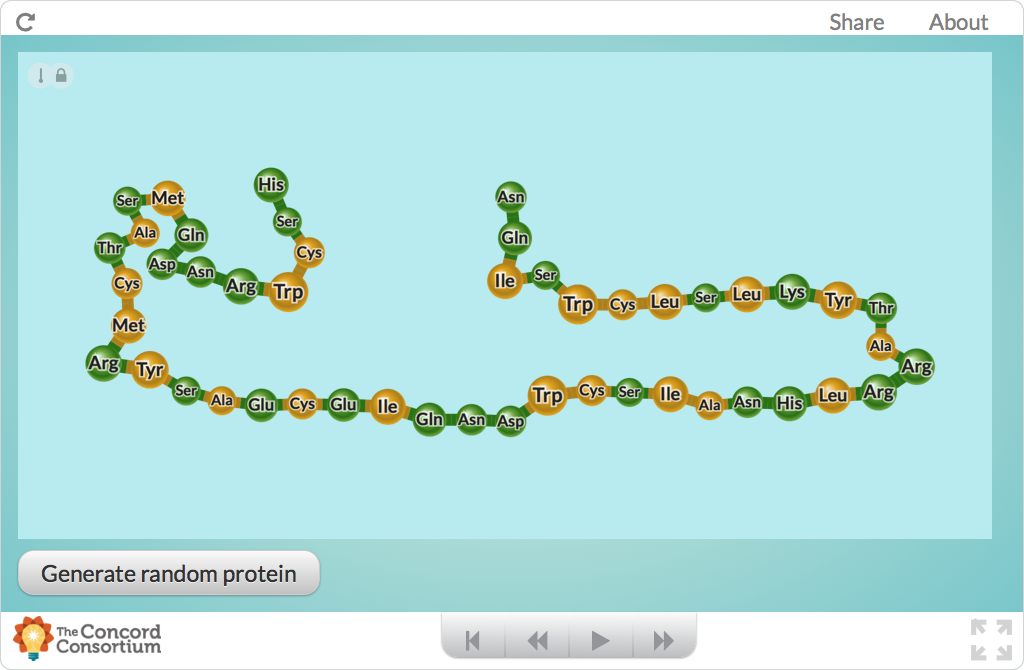 Share
About
His
Ser
Cys
Trp
Arg
Asn
Asp
Gln
Met
Ser
Ala
Thr
Cys
Met
Arg
Tyr
Ser
Ala
Glu
Cys
Glu
Ile
Gln
Asn
Asp
Trp
Cys
Ser
Ile
Ala
Asn
His
Leu
Arg
Arg
Ala
Thr
Tyr
Lys
Leu
Ser
Leu
Cys
Trp
Ser
Ile
Gln
Asn
Generate random protein
The Concord
Consortium